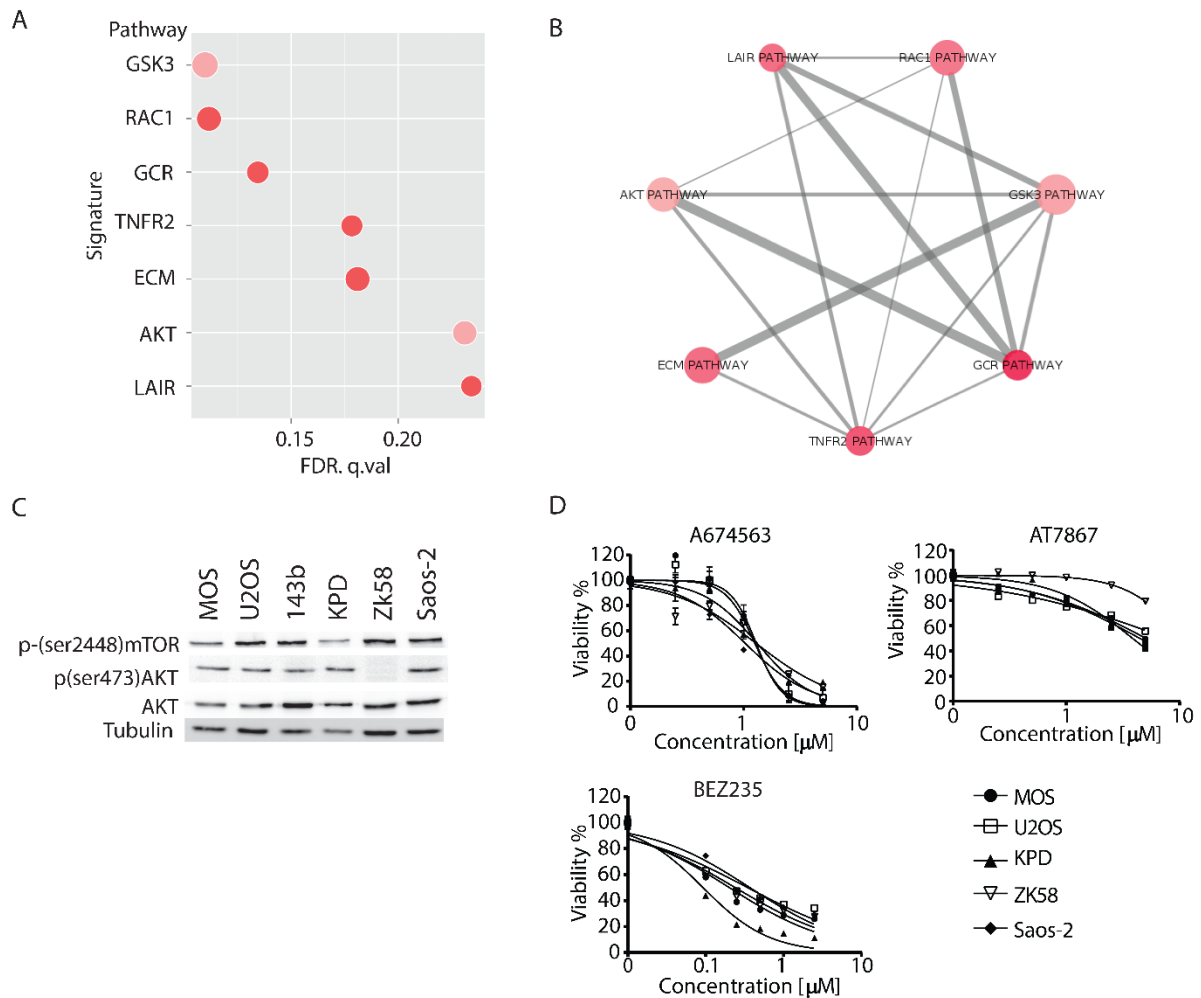 A
Pathway
GSK3
RAC1
GCR
TNFR2
ECM
AKT
LAIR
Signature
0.15
0.20
FDR. q.val
B
LAIR PATHWAY
RAC1 PATHWAY
AKT PATHWAY
GSK3 PATHWAY
ECM PATHWAY
GCR PATHWAY
TNFR2 PATHWAY
C
MOS
U2OS
143b
KPD
Zk58
Saos-2
p-(ser2448)mTOR
p(ser473)AKT
AKT
Tubulin
D
A674563
120
100
80
60
40
20
0
Viability %
0
1
10
Concentration [µM]
AT7867
120
100
80
60
40
20
0
Viability %
0
1
10
Concentration [µM]
BEZ235
120
100
80
60
40
20
0
Viability %
0
0.1
1
10
Concentration [µM]
MOS
U2OS
KPD
ZK58
Saos-2